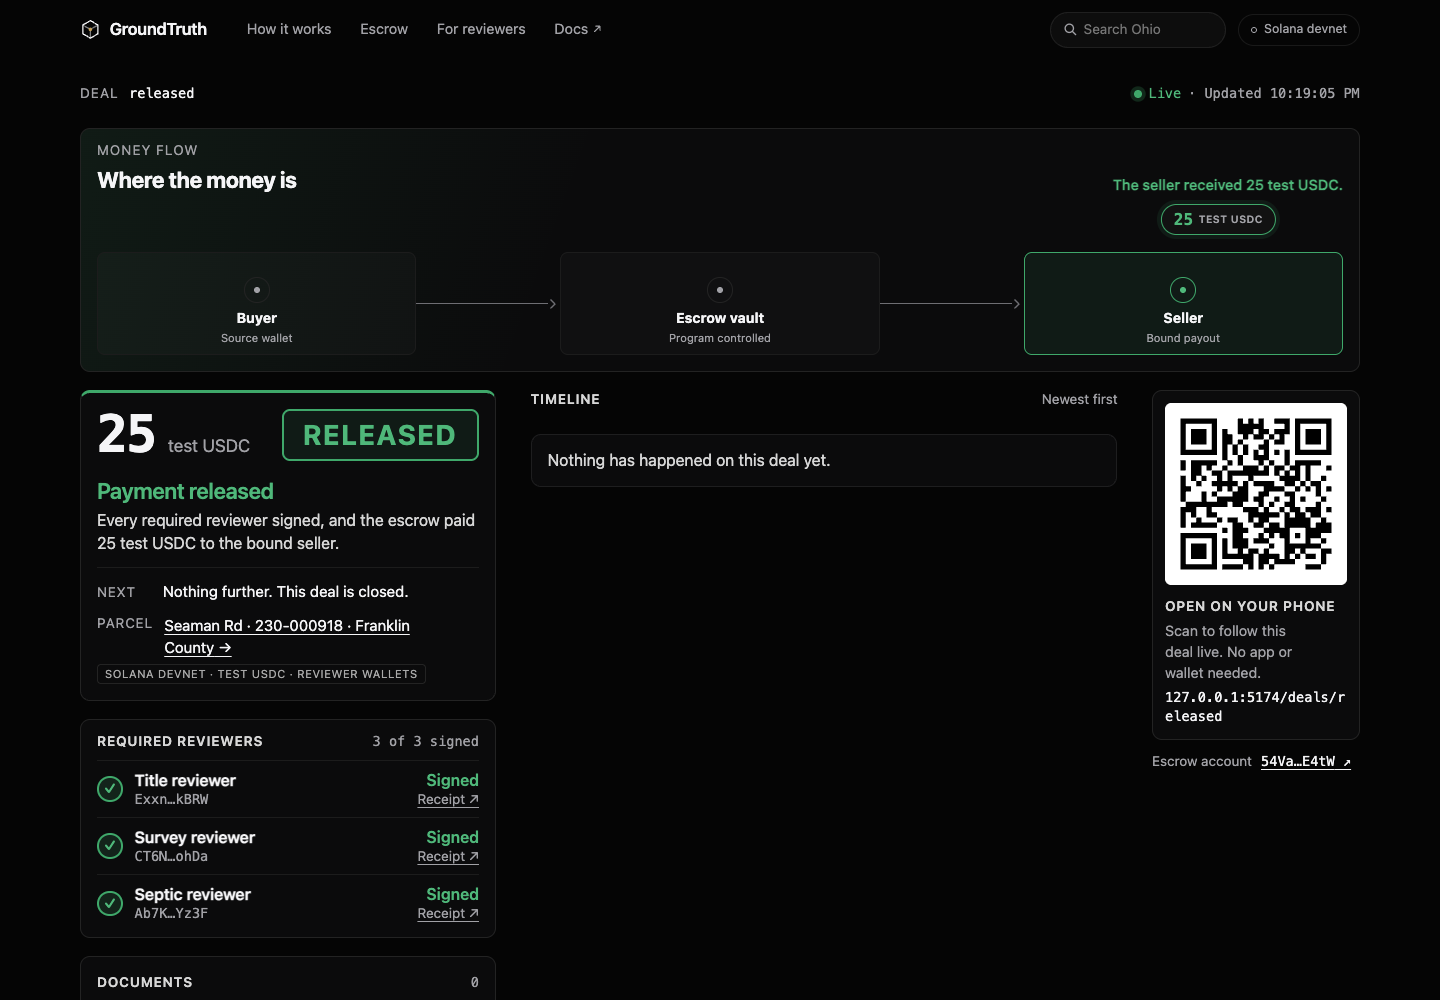 GroundTruth
How it works
Escrow
For reviewers
Docs ↗
Search Ohio
Solana devnet
DEAL released
Live · Updated 10:19:05 PM
MONEY FLOW
Where the money is
The seller received 25 test USDC.
25 TEST USDC
Buyer
Source wallet
Escrow vault
Program controlled
Seller
Bound payout
25 test USDC
RELEASED
Payment released
Every required reviewer signed, and the escrow paid
25 test USDC to the bound seller.
NEXT Nothing further. This deal is closed.
PARCEL Seaman Rd · 230-000918 · Franklin
County →
SOLANA DEVNET · TEST USDC · REVIEWER WALLETS
REQUIRED REVIEWERS 3 of 3 signed
Title reviewer Signed
Exxn…kBRW Receipt ↗
Survey reviewer Signed
CT6N…ohDa Receipt ↗
Septic reviewer Signed
Ab7K…Yz3F Receipt ↗
DOCUMENTS 0
TIMELINE Newest first
Nothing has happened on this deal yet.
OPEN ON YOUR PHONE
Scan to follow this
deal live. No app or
wallet needed.
127.0.0.1:5174/deals/r
eleased
Escrow account 54Va…E4tW ↗